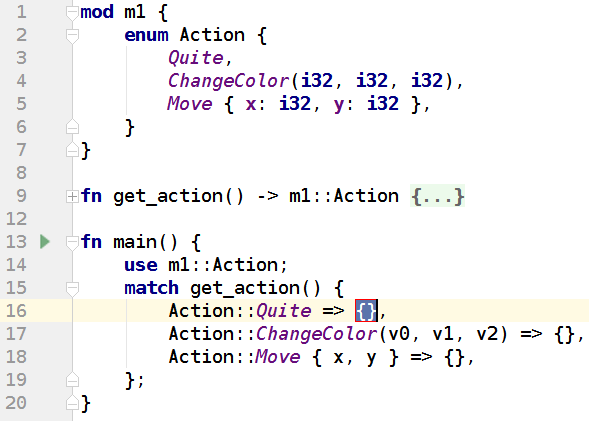 1 mod m1 {
2 enum Action {
3 Quite,
4 ChangeColor(i32, i32, i32),
5 Move { x: i32, y: i32 },
6 }
7 }
8
9 fn get_action() -> m1::Action {...}
12
13 fn main() {
14 use m1::Action;
15 match get_action() {
16 Action::Quite => {},
17 Action::ChangeColor(v0, v1, v2) => {},
18 Action::Move { x, y } => {},
19 };
20 }